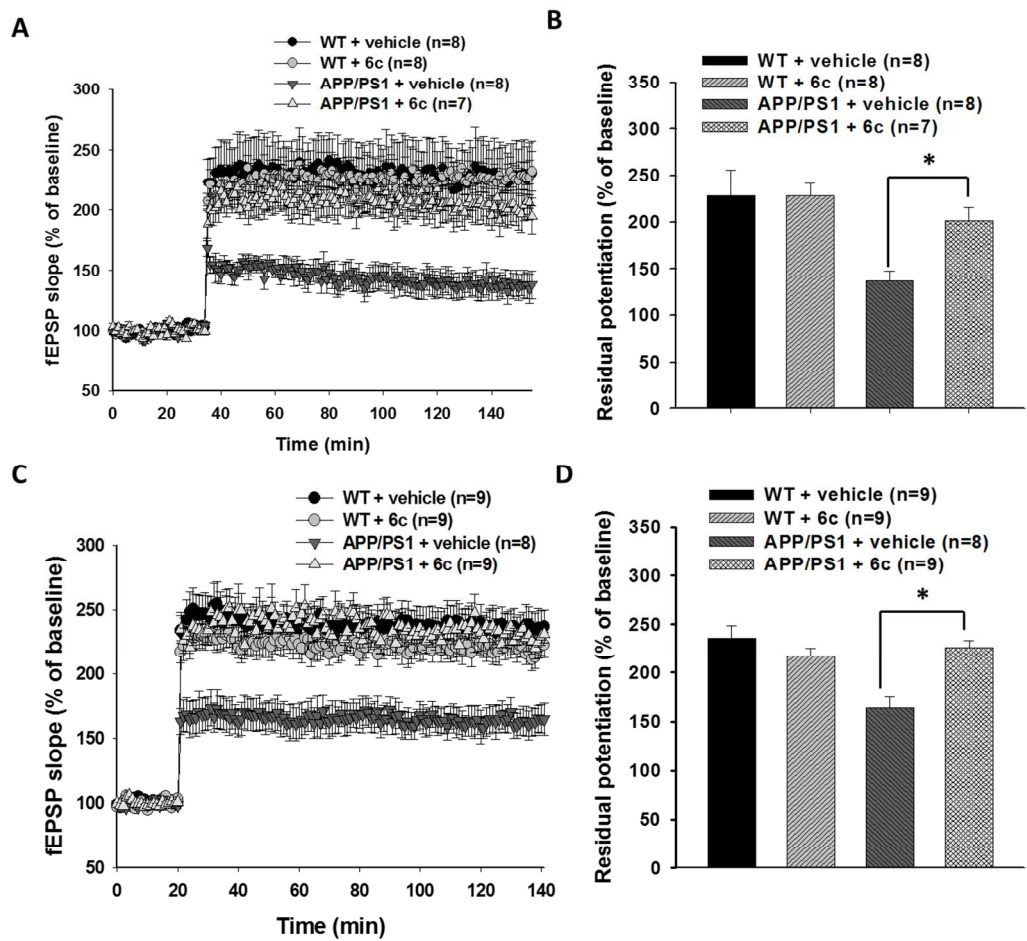 A
WT + vehicle (n=8)
WT + 6c (n=8)
APP/PS1 + vehicle (n=8)
APP/PS1 + 6c (n=7)
fEPSP slope (% of baseline)
300
250
200
150
100
50
0 20 40 60 80 100 120 140
Time (min)
B
WT + vehicle (n=8)
WT + 6c (n=8)
APP/PS1 + vehicle (n=8)
APP/PS1 + 6c (n=7)
Residual potentiation (% of baseline)
350
300
250
200
150
100
50
0
*
C
WT + vehicle (n=9)
WT + 6c (n=9)
APP/PS1 + vehicle (n=8)
APP/PS1 + 6c (n=9)
fEPSP slope (% of baseline)
300
250
200
150
100
50
0 20 40 60 80 100 120 140
Time (min)
D
WT + vehicle (n=9)
WT + 6c (n=9)
APP/PS1 + vehicle (n=8)
APP/PS1 + 6c (n=9)
Residual potentiation (% of baseline)
350
300
250
200
150
100
50
0
*